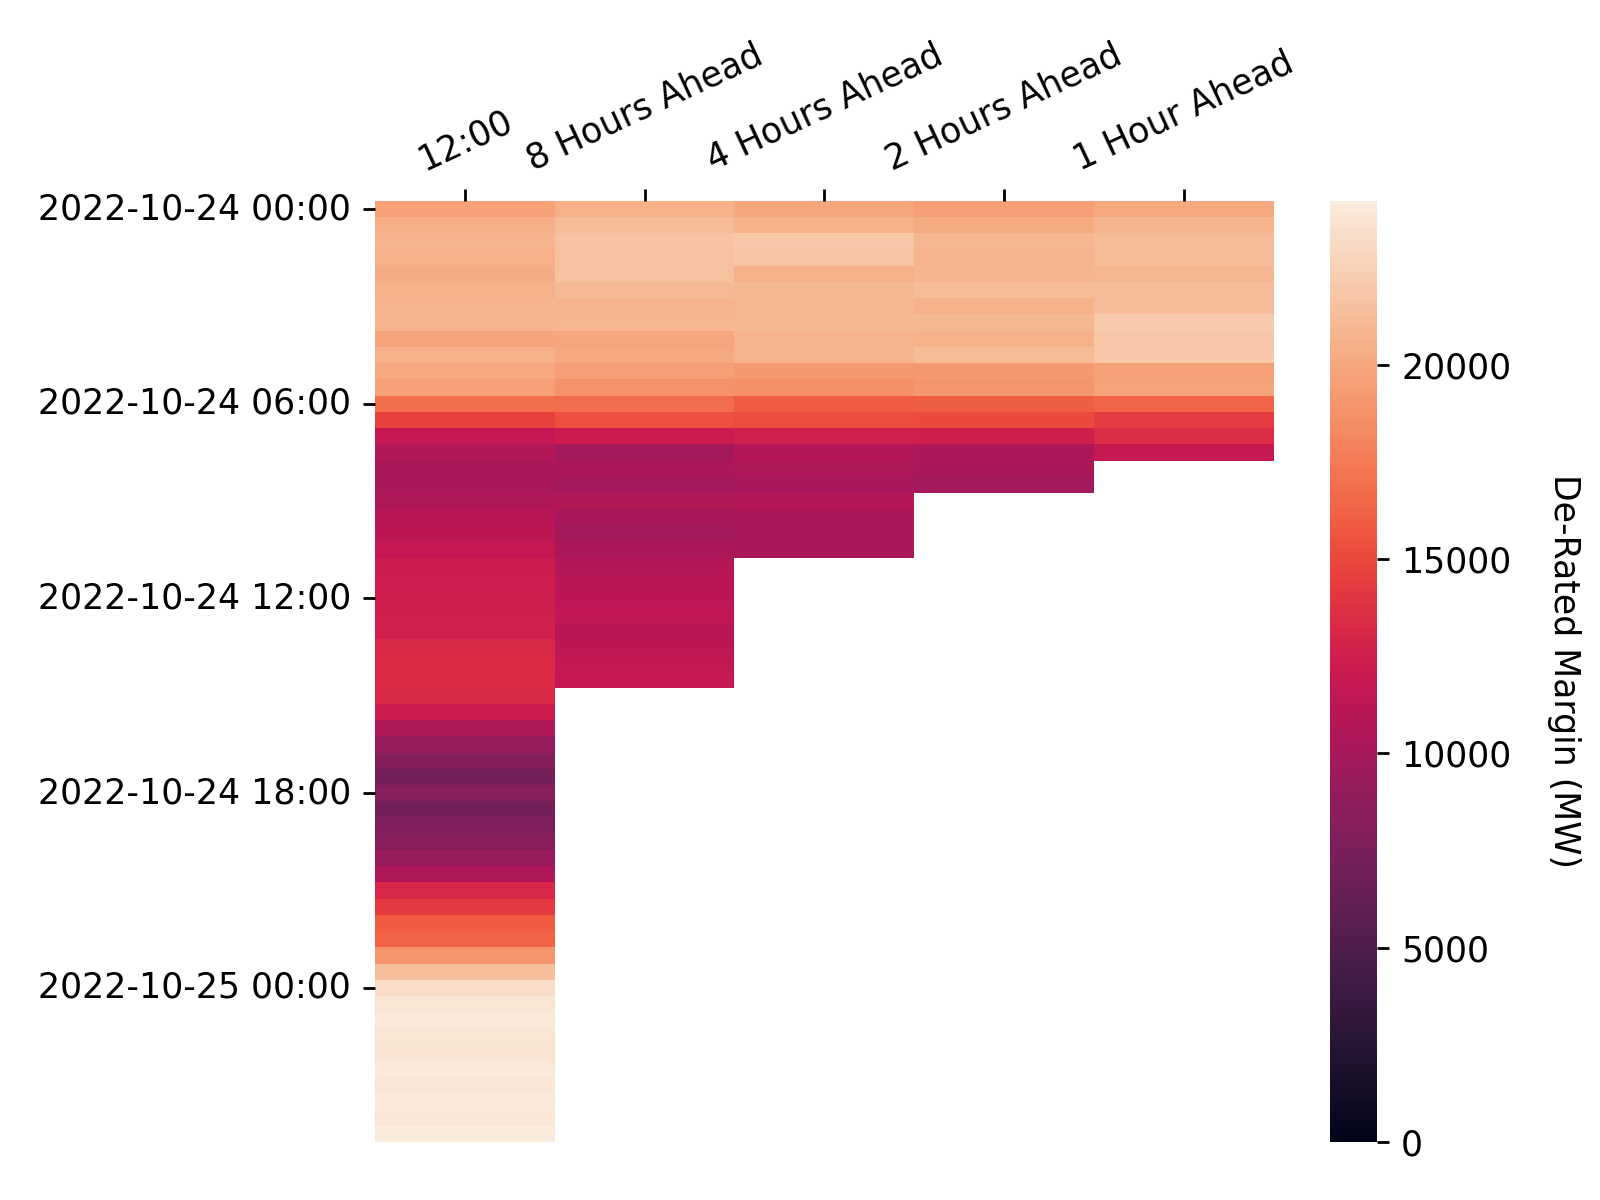 12:00
8 Hours Ahead
4 Hours Ahead
2 Hours Ahead
1 Hour Ahead
2022-10-24 00:00
2022-10-24 06:00
2022-10-24 12:00
2022-10-24 18:00
2022-10-25 00:00
20000
15000
10000
5000
0
De-Rated Margin (MW)